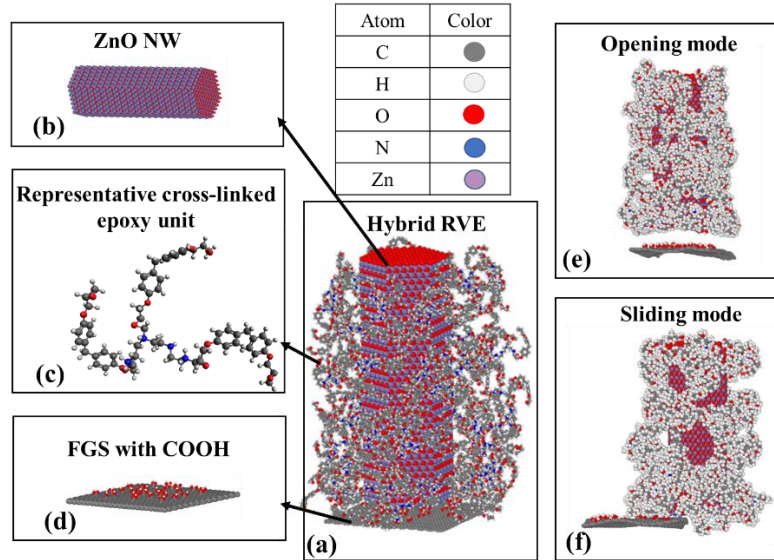 ZnO NW
(b)
Atom Color
C
H
O
N
Zn
Opening mode
(e)
Representative cross-linked
epoxy unit
(c)
Hybrid RVE
(a)
Sliding mode
(f)
FGS with COOH
(d)